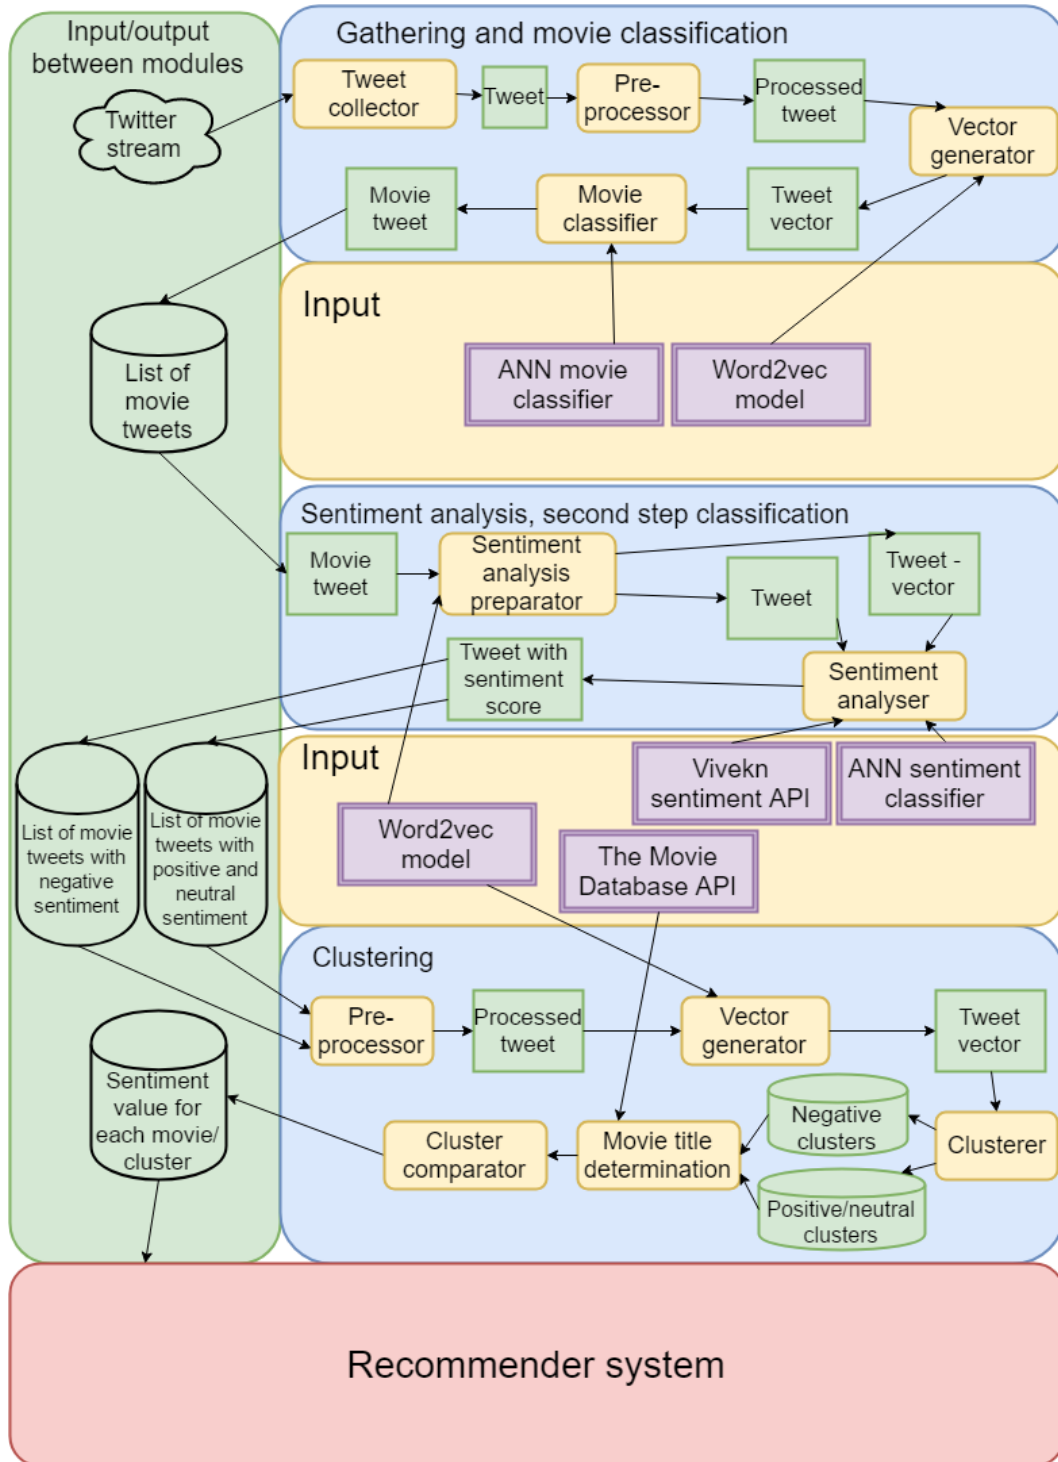 Input/output
between modules
Twitter
stream
Gathering and movie classification
Tweet
collector
Tweet
Pre-
processor
Processed
tweet
Vector
generator
Movie
tweet
Movie
classifier
Tweet
vector
List of
movie
tweets
Input
ANN movie
classifier
Word2vec
model
Sentiment analysis, second step classification
Movie
tweet
Sentiment
analysis
preparator
Tweet
Tweet -
vector
Tweet with
sentiment
score
Sentiment
analyser
Input
Vivekn
sentiment API
ANN sentiment
classifier
Word2vec
model
The Movie
Database API
List of movie
tweets with
negative
sentiment
List of movie
tweets with
positive and
neutral
sentiment
Clustering
Pre-
processor
Processed
tweet
Vector
generator
Tweet
vector
Sentiment
value for
each movie/
cluster
Cluster
comparator
Movie title
determination
Negative
clusters
Positive/neutral
clusters
Clusterer
Recommender system